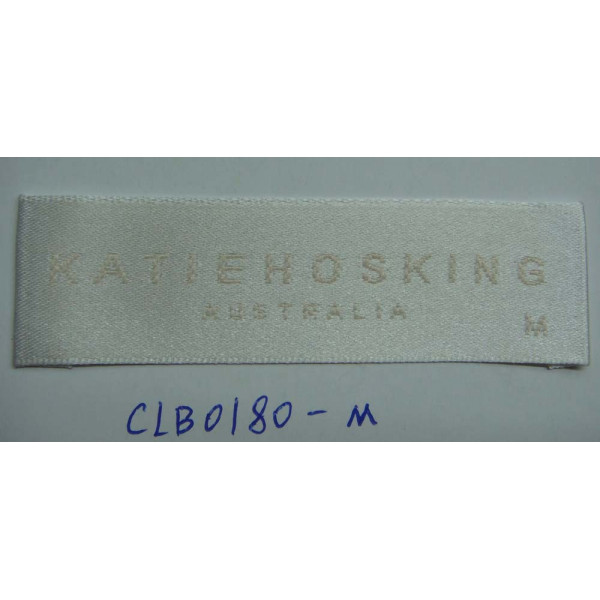 KATIEHOSKING
AUSTRALIA
M
CLB0180-M